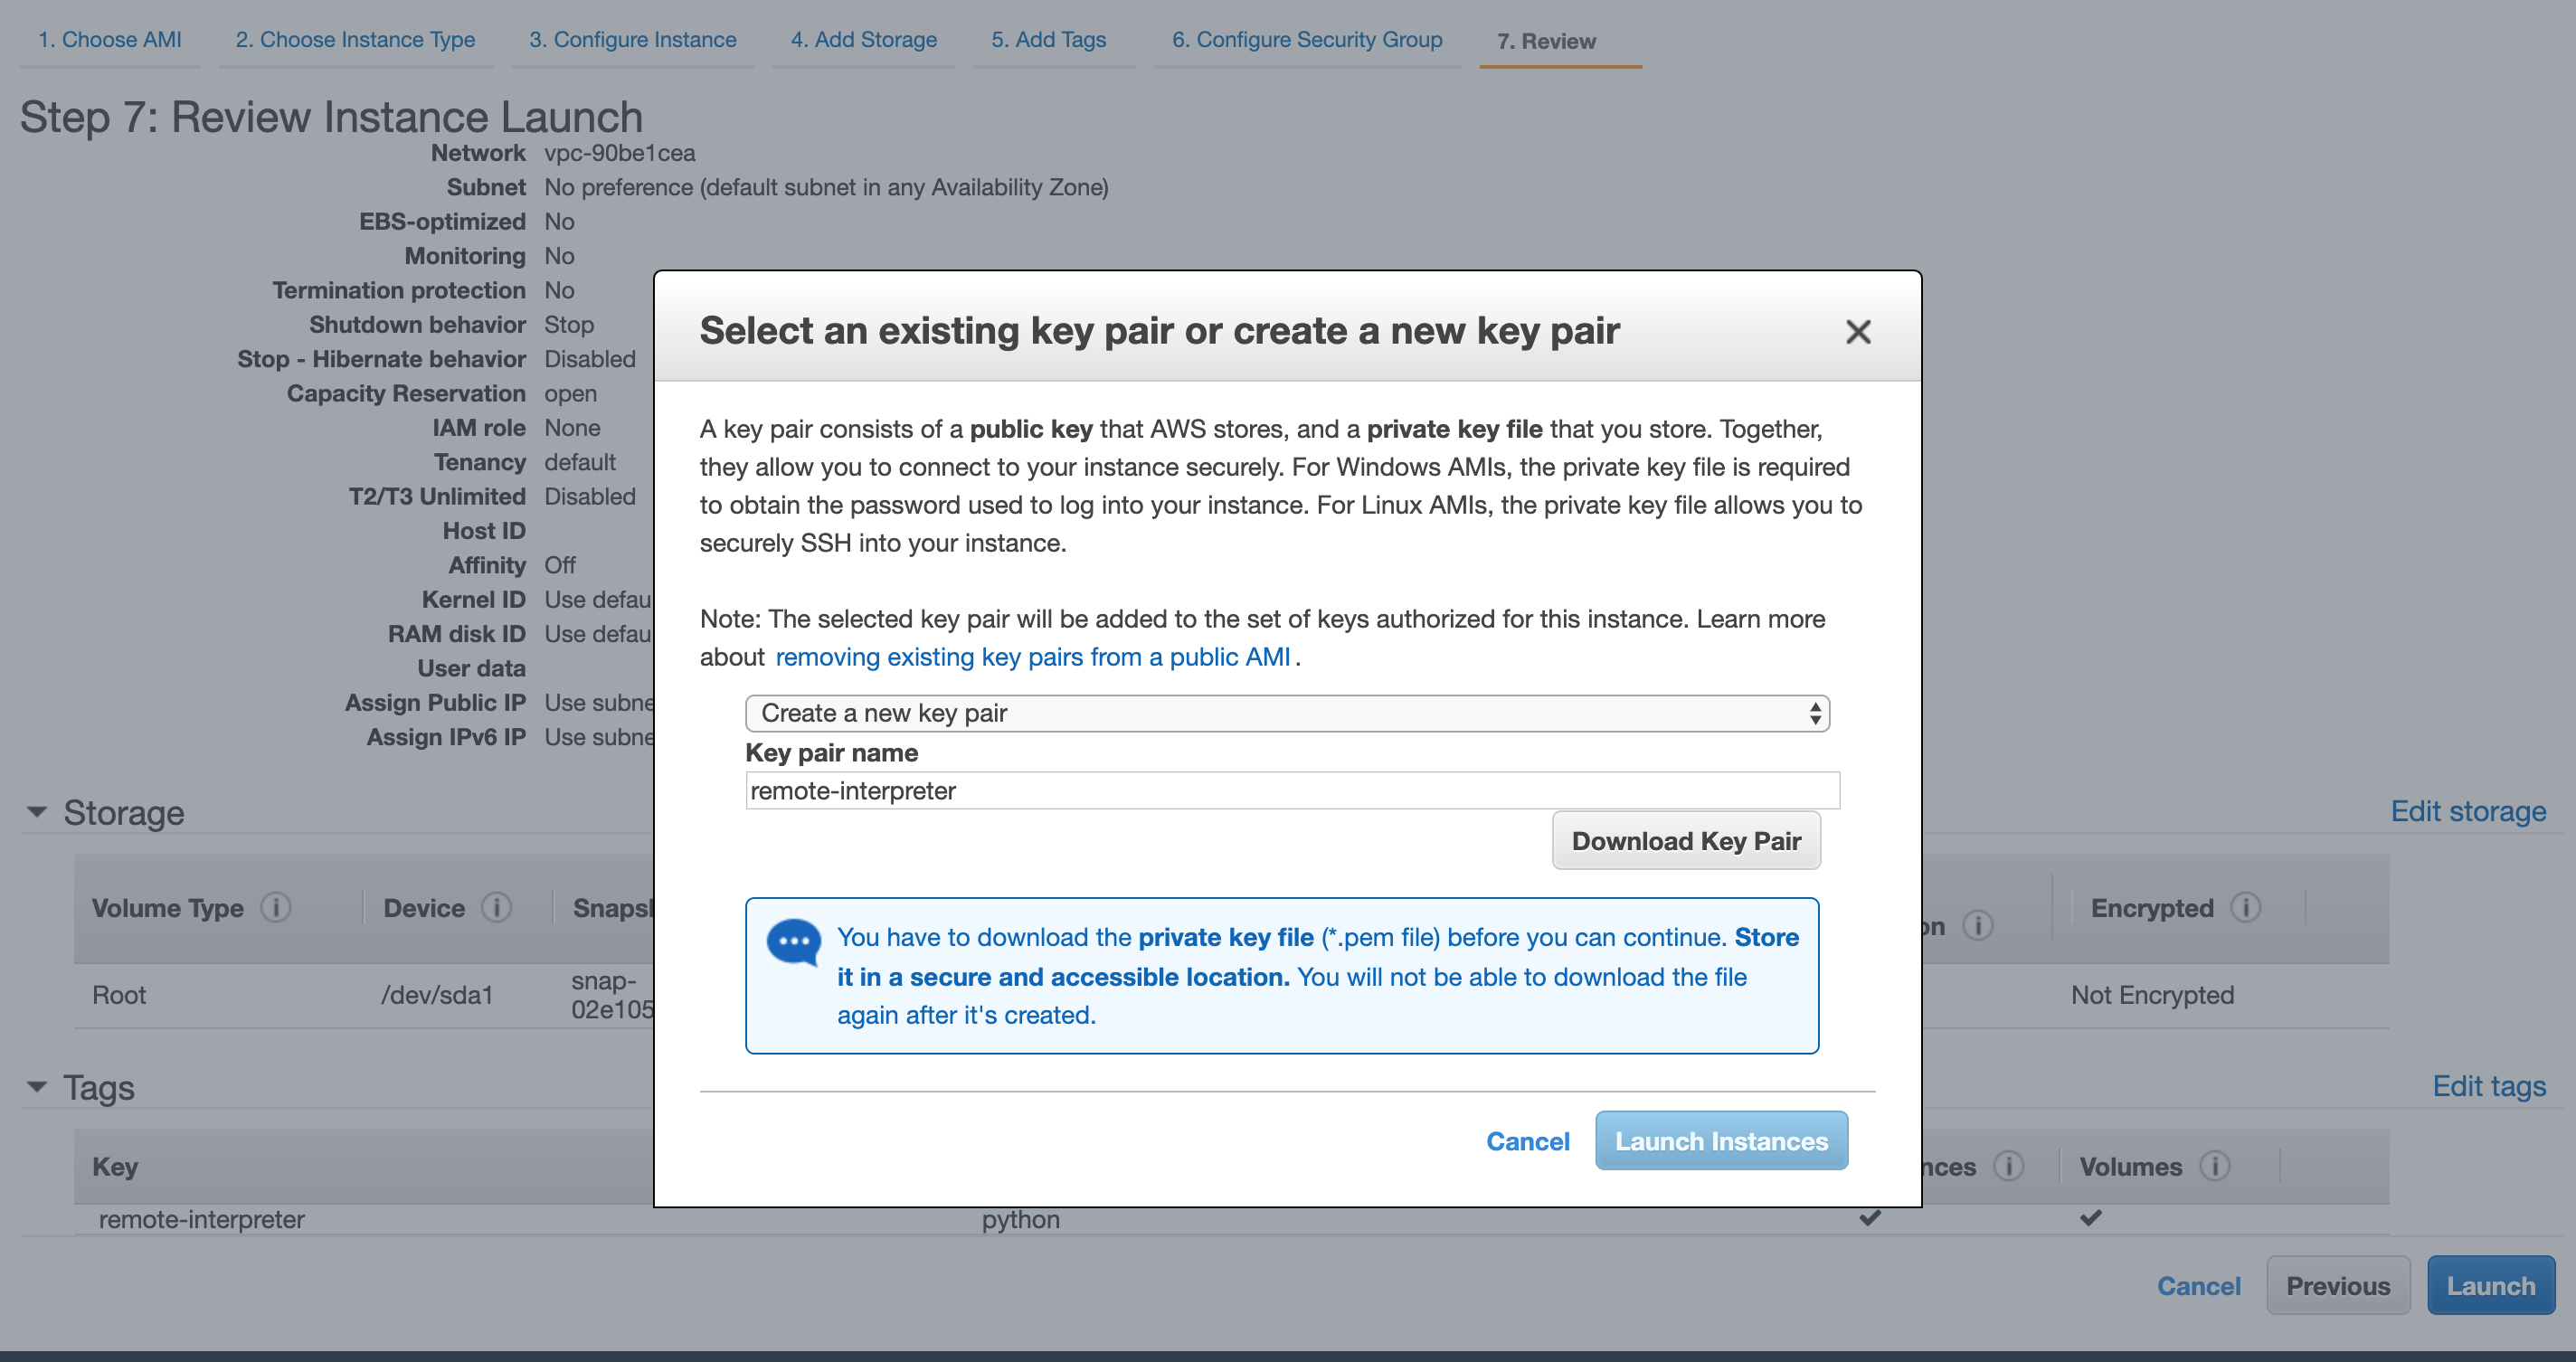 1. Choose AMI 2. Choose Instance Type 3. Configure Instance 4. Add Storage 5. Add Tags 6. Configure Security Group 7. Review
Step 7: Review Instance Launch
Network vpc-90be1cea
Subnet No preference (default subnet in any Availability Zone)
EBS-optimized No
Monitoring No
Termination protection No
Shutdown behavior Stop
Stop - Hibernate behavior Disabled
Capacity Reservation open
IAM role None
Tenancy default
T2/T3 Unlimited Disabled
Host ID
Affinity Off
Kernel ID Use defau
RAM disk ID Use defau
User data
Assign Public IP Use subne
Assign IPv6 IP Use subne
Storage Edit storage
Volume Type Device Snapsh on Encrypted
Root /dev/sda1 snap- Not Encrypted
02e105
Tags Edit tags
Key nces Volumes
remote-interpreter python
Cancel Previous Launch
Select an existing key pair or create a new key pair
A key pair consists of a public key that AWS stores, and a private key file that you store. Together,
they allow you to connect to your instance securely. For Windows AMIs, the private key file is required
to obtain the password used to log into your instance. For Linux AMIs, the private key file allows you to
securely SSH into your instance.
Note: The selected key pair will be added to the set of keys authorized for this instance. Learn more
about removing existing key pairs from a public AMI .
Create a new key pair
Key pair name
remote-interpreter
Download Key Pair
You have to download the private key file (*.pem file) before you can continue. Store
it in a secure and accessible location. You will not be able to download the file
again after it's created.
Cancel Launch Instances